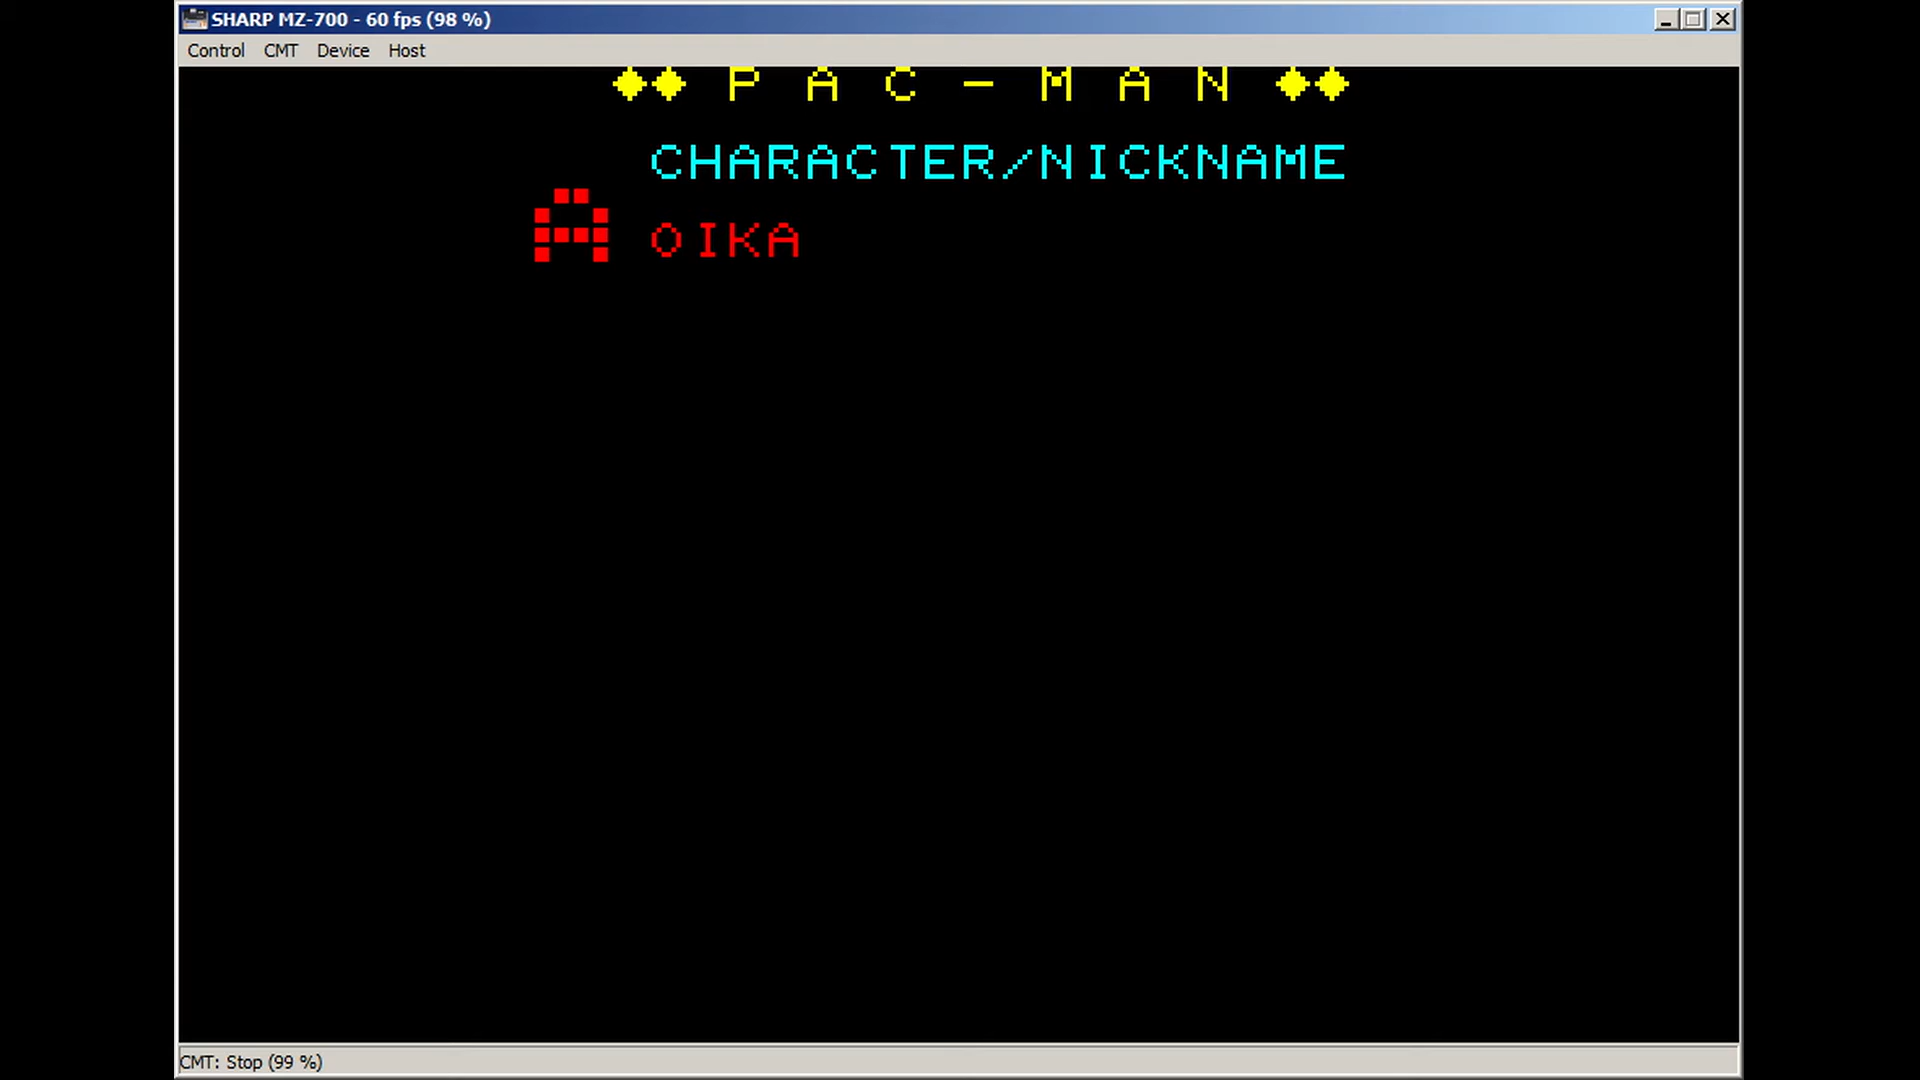 SHARP MZ-700 - 60 fps (98 %)
Control CMT Device Host
◆◆ P A C - M A N ◆◆
CHARACTER/NICKNAME
OIKA
CMT: Stop (99 %)